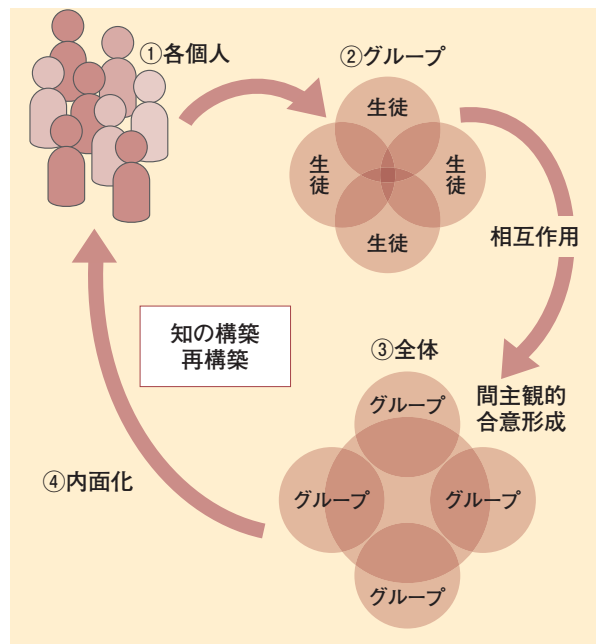 ①各個人
②グループ
生徒
生徒
生徒
生徒
相互作用
知の構築
再構築
③全体
間主観的
合意形成
グループ
グループ
グループ
グループ
④内面化